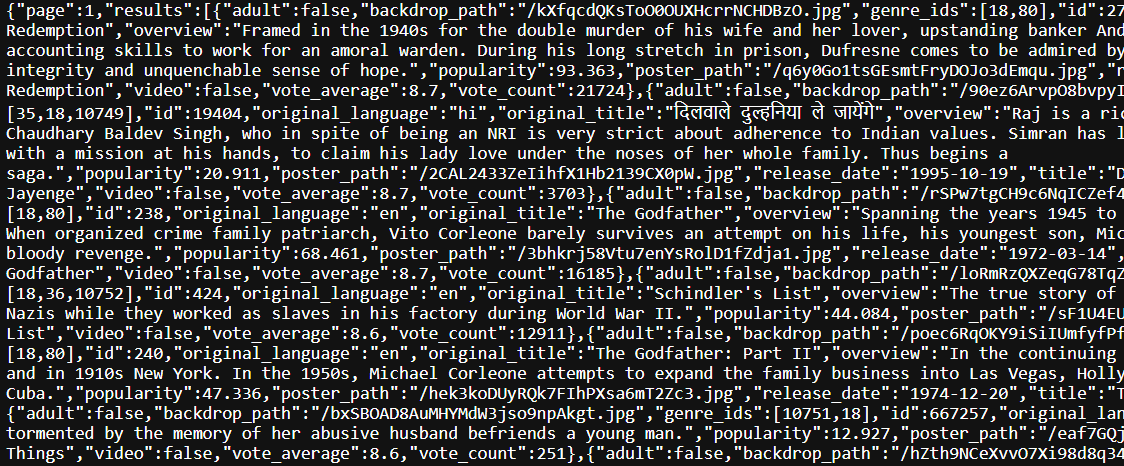 {"page":1,"results":[{"adult":false,"backdrop_path":"/kXfqcdQKsToO0OUXHcrrNCHDBzO.jpg","genre_ids":[18,80],"id":27
Redemption","overview":"Framed in the 1940s for the double murder of his wife and her lover, upstanding banker And
accounting skills to work for an amoral warden. During his long stretch in prison, Dufresne comes to be admired by
integrity and unquenchable sense of hope.","popularity":93.363,"poster_path":"/q6y0Go1tsGEsmtFryDOJo3dEmqu.jpg","r
Redemption","video":false,"vote_average":8.7,"vote_count":21724},{"adult":false,"backdrop_path":"/90ez6ArvpO8bvpyI
[35,18,10749],"id":19404,"original_language":"hi","original_title":"दिलवाले दुल्हनिया ले जायेंगे","overview":"Raj is a ric
Chaudhary Baldev Singh, who in spite of being an NRI is very strict about adherence to Indian values. Simran has l
with a mission at his hands, to claim his lady love under the noses of her whole family. Thus begins a
saga.","popularity":20.911,"poster_path":"/2CAL2433ZeIihfX1Hb2139CX0pW.jpg","release_date":"1995-10-19","title":"D
Jayenge","video":false,"vote_average":8.7,"vote_count":3703},{"adult":false,"backdrop_path":"/rSPw7tgCH9c6NqICZef4
[18,80],"id":238,"original_language":"en","original_title":"The Godfather","overview":"Spanning the years 1945 to
When organized crime family patriarch, Vito Corleone barely survives an attempt on his life, his youngest son, Mic
bloody revenge.","popularity":68.461,"poster_path":"/3bhkrj58Vtu7enYsRolD1fZdja1.jpg","release_date":"1972-03-14",
Godfather","video":false,"vote_average":8.7,"vote_count":16185},{"adult":false,"backdrop_path":"/loRmRzQXZeqG78TqZ
[18,36,10752],"id":424,"original_language":"en","original_title":"Schindler's List","overview":"The true story of
Nazis while they worked as slaves in his factory during World War II.","popularity":44.084,"poster_path":"/sF1U4EU
List","video":false,"vote_average":8.6,"vote_count":12911},{"adult":false,"backdrop_path":"/poec6RqOKY9iSiIUmfyfPf
[18,80],"id":240,"original_language":"en","original_title":"The Godfather: Part II","overview":"In the continuing
and in 1910s New York. In the 1950s, Michael Corleone attempts to expand the family business into Las Vegas, Holly
Cuba.","popularity":47.336,"poster_path":"/hek3koDUyRQk7FIhPXsa6mT2Zc3.jpg","release_date":"1974-12-20","title":"T
{"adult":false,"backdrop_path":"/bxSBOAD8AuMHYMdW3jso9npAkgt.jpg","genre_ids":[10751,18],"id":667257,"original_lan
tormented by the memory of her abusive husband befriends a young man.","popularity":12.927,"poster_path":"/eaf7GQj
Things","video":false,"vote_average":8.6,"vote_count":251},{"adult":false,"backdrop_path":"/hZth9NCeXvvO7Xi98d8q34